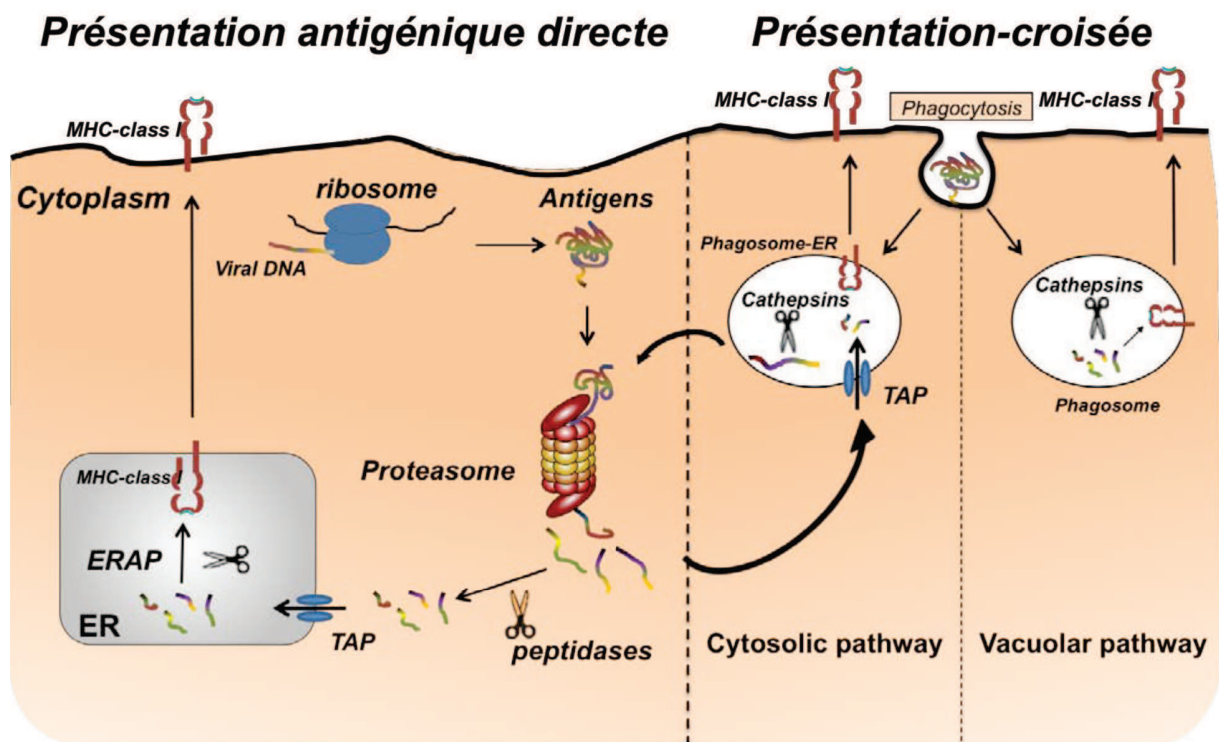 Présentation antigénique directe
Présentation-croisée
MHC-class I
MHC-class I
Phagocytosis
MHC-class I
Cytoplasm
ribosome
Antigens
Viral DNA
Phagosome-ER
Cathepsins
Cathepsins
TAP
Phagosome
MHC-class I
Proteasome
ERAP
ER
TAP
peptidases
Cytosolic pathway
Vacuolar pathway